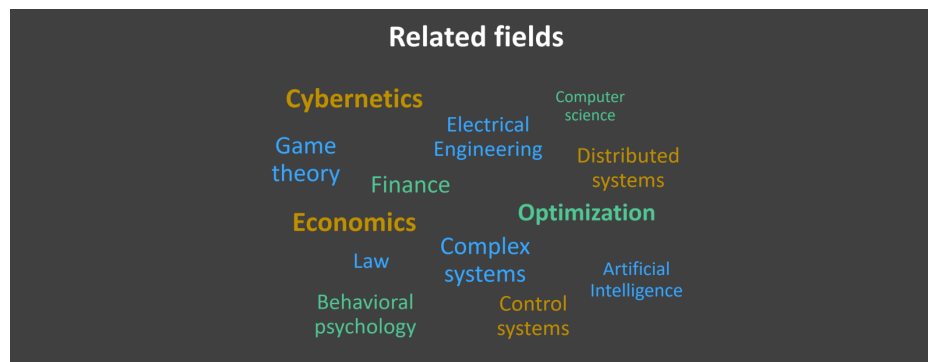 Related fields
Cybernetics
Computer
science
Electrical
Engineering
Game
theory
Distributed
systems
Finance
Optimization
Economics
Complex
systems
Law
Artificial
Intelligence
Behavioral
psychology
Control
systems